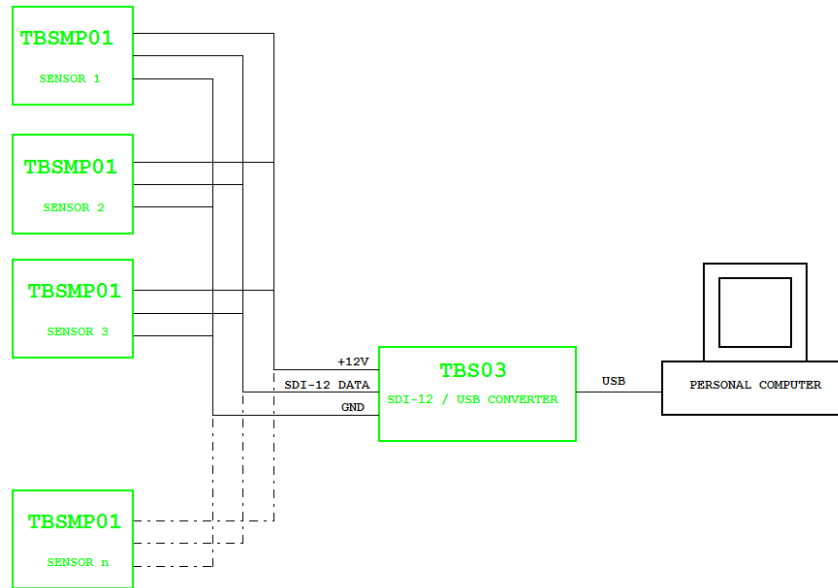 TBSMP01
SENSOR 1
TBSMP01
SENSOR 2
TBSMP01
SENSOR 3
+12V
SDI-12 DATA
GND
TBS03
SDI-12 / USB CONVERTER
USB
PERSONAL COMPUTER
TBSMP01
SENSOR n